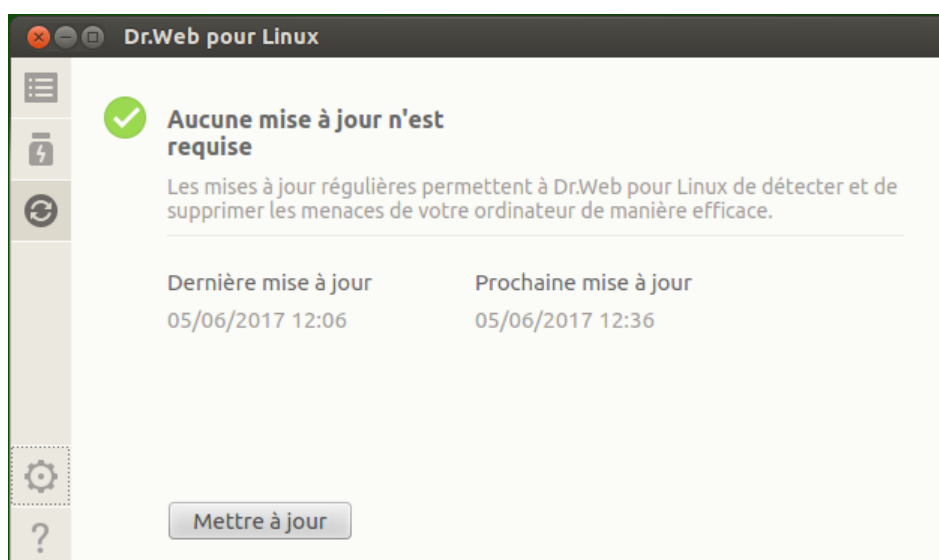 Dr.Web pour Linux
Aucune mise à jour n'est
requise
Les mises à jour régulières permettent à Dr.Web pour Linux de détecter et de
supprimer les menaces de votre ordinateur de manière efficace.
Dernière mise à jour
Prochaine mise à jour
05/06/2017 12:06
05/06/2017 12:36
Mettre à jour
?